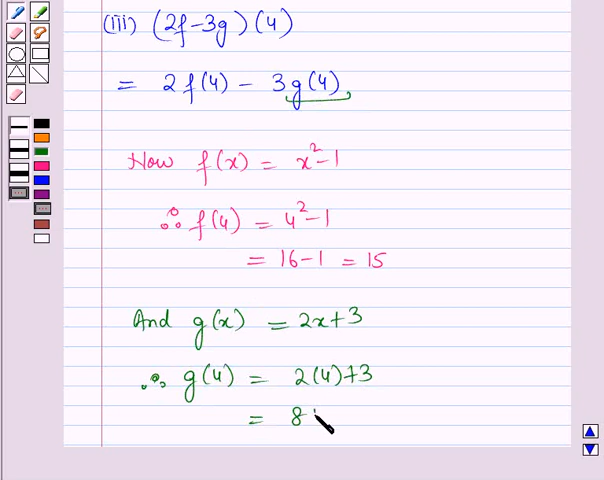 (iii) (2f-3g)(4)
= 2f(4) - 3g(4)
Now f(x) = x²-1
∴ f(4) = 4²-1
= 16-1 = 15
And g(x) = 2x+3
∴ g(4) = 2(4)+3
= 8